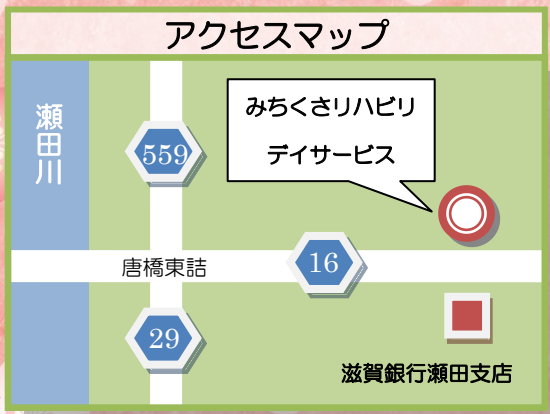 アクセスマップ
瀬田川
みちくさリハビリ
デイサービス
559
唐橋東詰
16
29
滋賀銀行瀬田支店